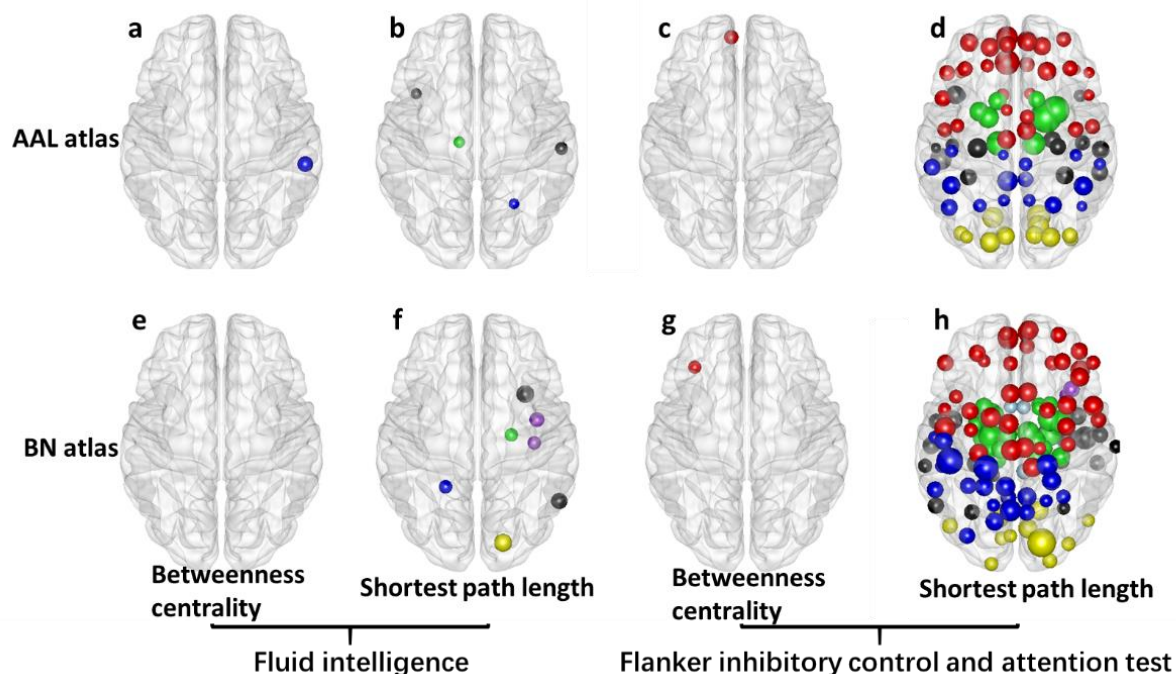 a
b
c
d
AAL atlas
e
f
g
h
BN atlas
Betweenness
centrality
Shortest path length
Betweenness
centrality
Shortest path length
Fluid intelligence
Flanker inhibitory control and attention test